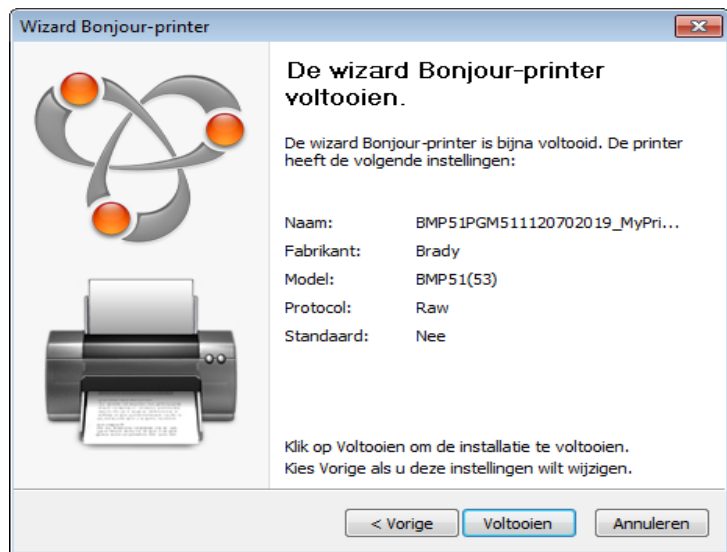 Wizard Bonjour-printer
De wizard Bonjour-printer
voltooien.
De wizard Bonjour-printer is bijna voltooid. De printer
heeft de volgende instellingen:
Naam: BMP51PGM511120702019_MyPri...
Fabrikant: Brady
Model: BMP51(53)
Protocol: Raw
Standaard: Nee
Klik op Voltooien om de installatie te voltooien.
Kies Vorige als u deze instellingen wilt wijzigen.
< Vorige Voltooien Annuleren